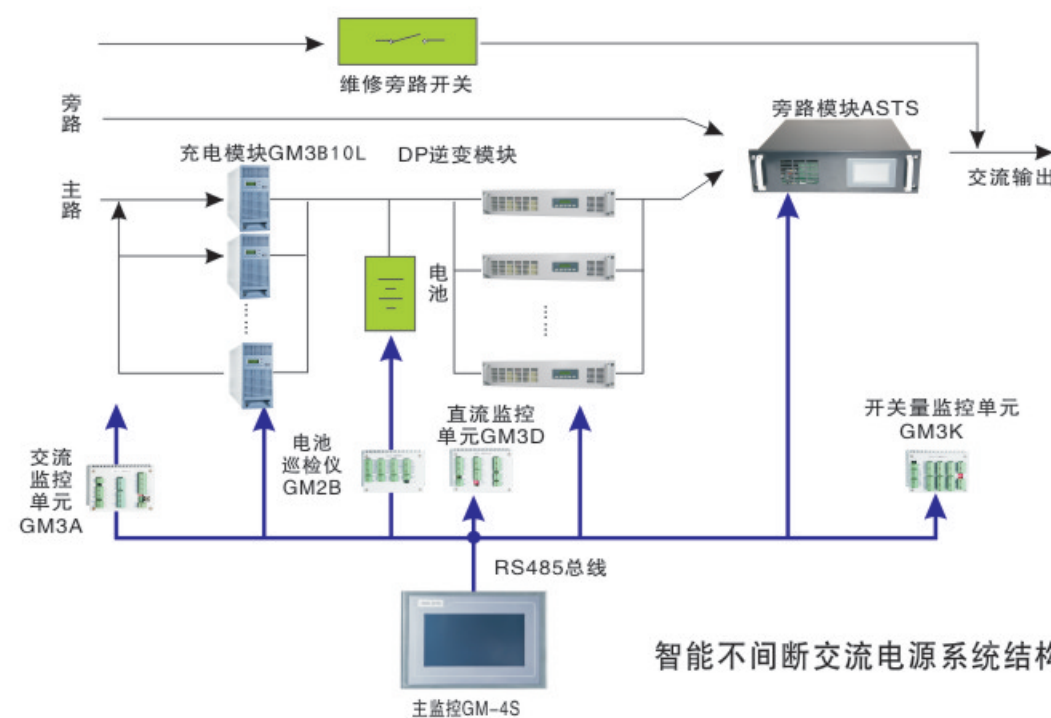 维修旁路开关
旁
路
旁路模块ASTS
充电模块GM3B10L
DP逆变模块
主
路
交流输出
电
池
交流
监控
单元
GM3A
电池
巡检仪
GM2B
直流监控
单元GM3D
开关量监控单元
GM3K
RS485总线
智能不间断交流电源系统结构
主监控GM-4S